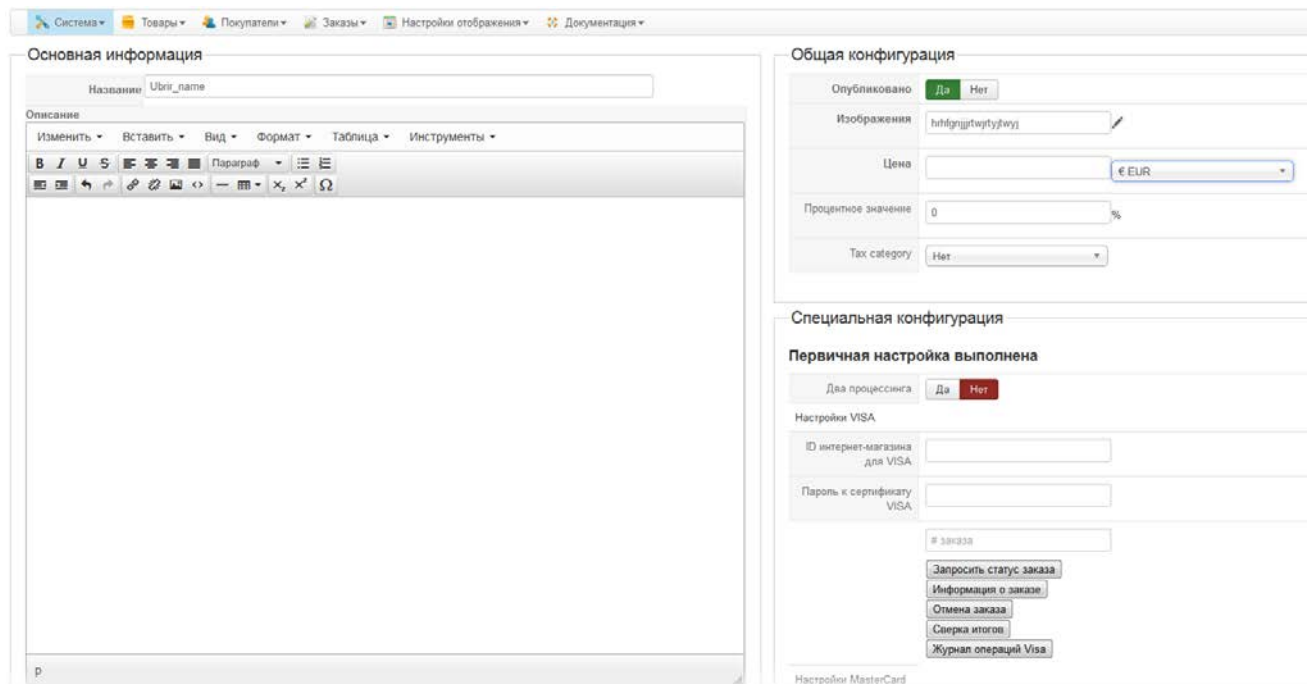 Система Товары Покупатели Заказы Настройки отображения Документация
Основная информация
Название Ubrir_name
Описание
Изменить Вставить Вид Формат Таблица Инструменты
B I U S Параграф
x₂ x² Ω
p
Общая конфигурация
Опубликовано Да Нет
Изображения hrhfgnjjrtwjrtyjtwyj
Цена € EUR
Процентное значение 0 %
Tax category Нет
Специальная конфигурация
Первичная настройка выполнена
Два процессинга Да Нет
Настройки VISA
ID интернет-магазина
для VISA
Пароль к сертификату
VISA
# заказа
Запросить статус заказа
Информация о заказе
Отмена заказа
Сверка итогов
Журнал операций Visa
Настройки MasterCard